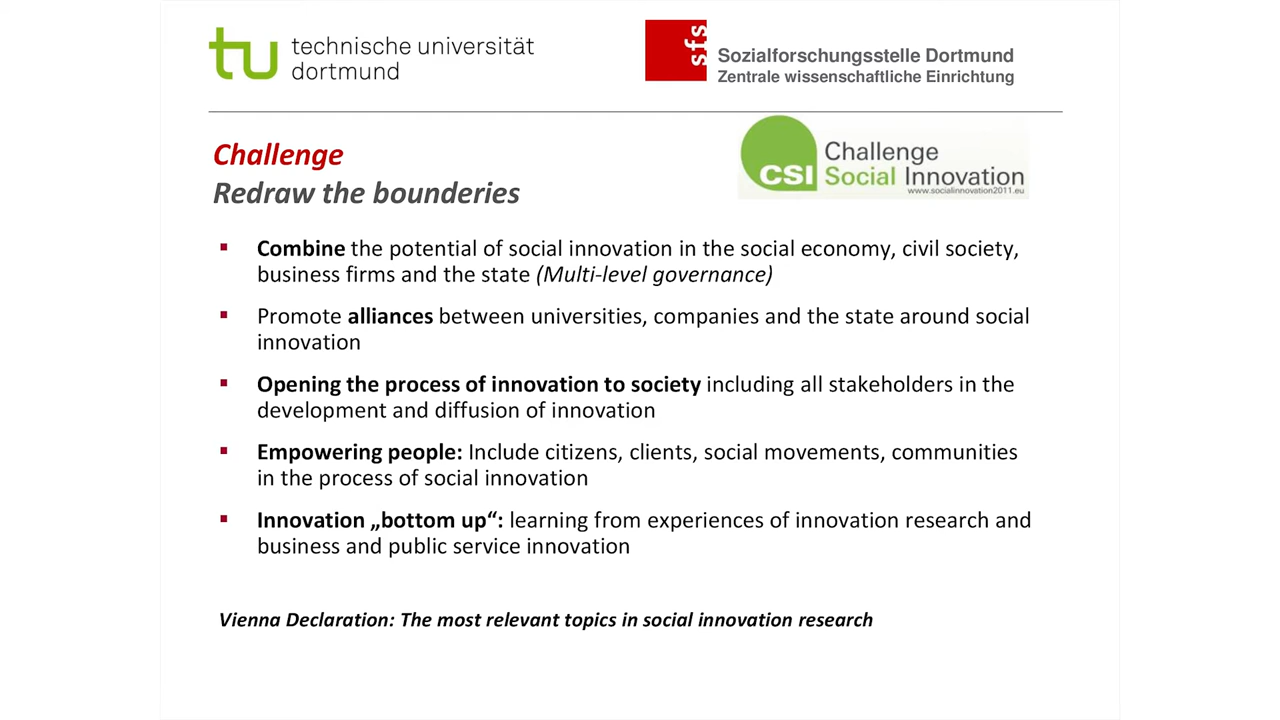 technische universität
dortmund
sfs
Sozialforschungsstelle Dortmund
Zentrale wissenschaftliche Einrichtung
Challenge
Redraw the bounderies
CSI
Challenge
Social Innovation
www.socialinnovation2011.eu
▪ Combine the potential of social innovation in the social economy, civil society,
business firms and the state (Multi-level governance)
▪ Promote alliances between universities, companies and the state around social
innovation
▪ Opening the process of innovation to society including all stakeholders in the
development and diffusion of innovation
▪ Empowering people: Include citizens, clients, social movements, communities
in the process of social innovation
▪ Innovation „bottom up“: learning from experiences of innovation research and
business and public service innovation
Vienna Declaration: The most relevant topics in social innovation research